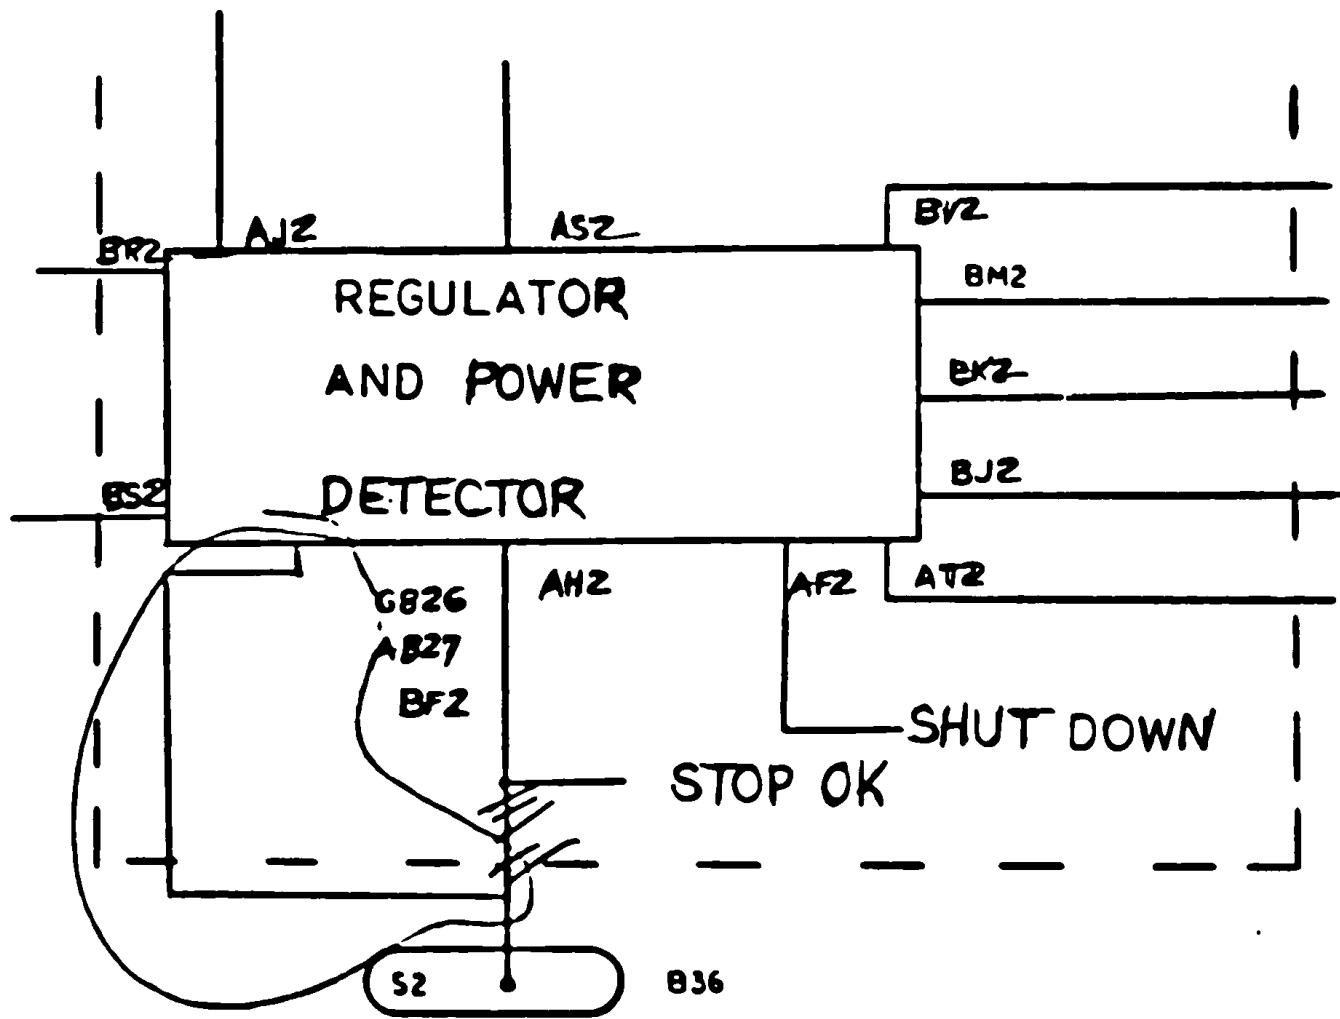 AJ2
AS2
BV2
BR2
BM2
REGULATOR
AND POWER
DETECTOR
BK2
BJ2
BS2
AH2
AF2
AT2
G826
AB27
BF2
SHUT DOWN
STOP OK
S2
B36